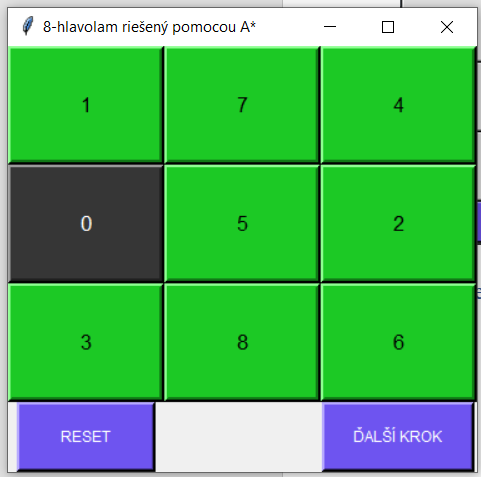 8-hlavolam riešený pomocou A*
1 7 4
0 5 2
3 8 6
RESET ĎALŠÍ KROK